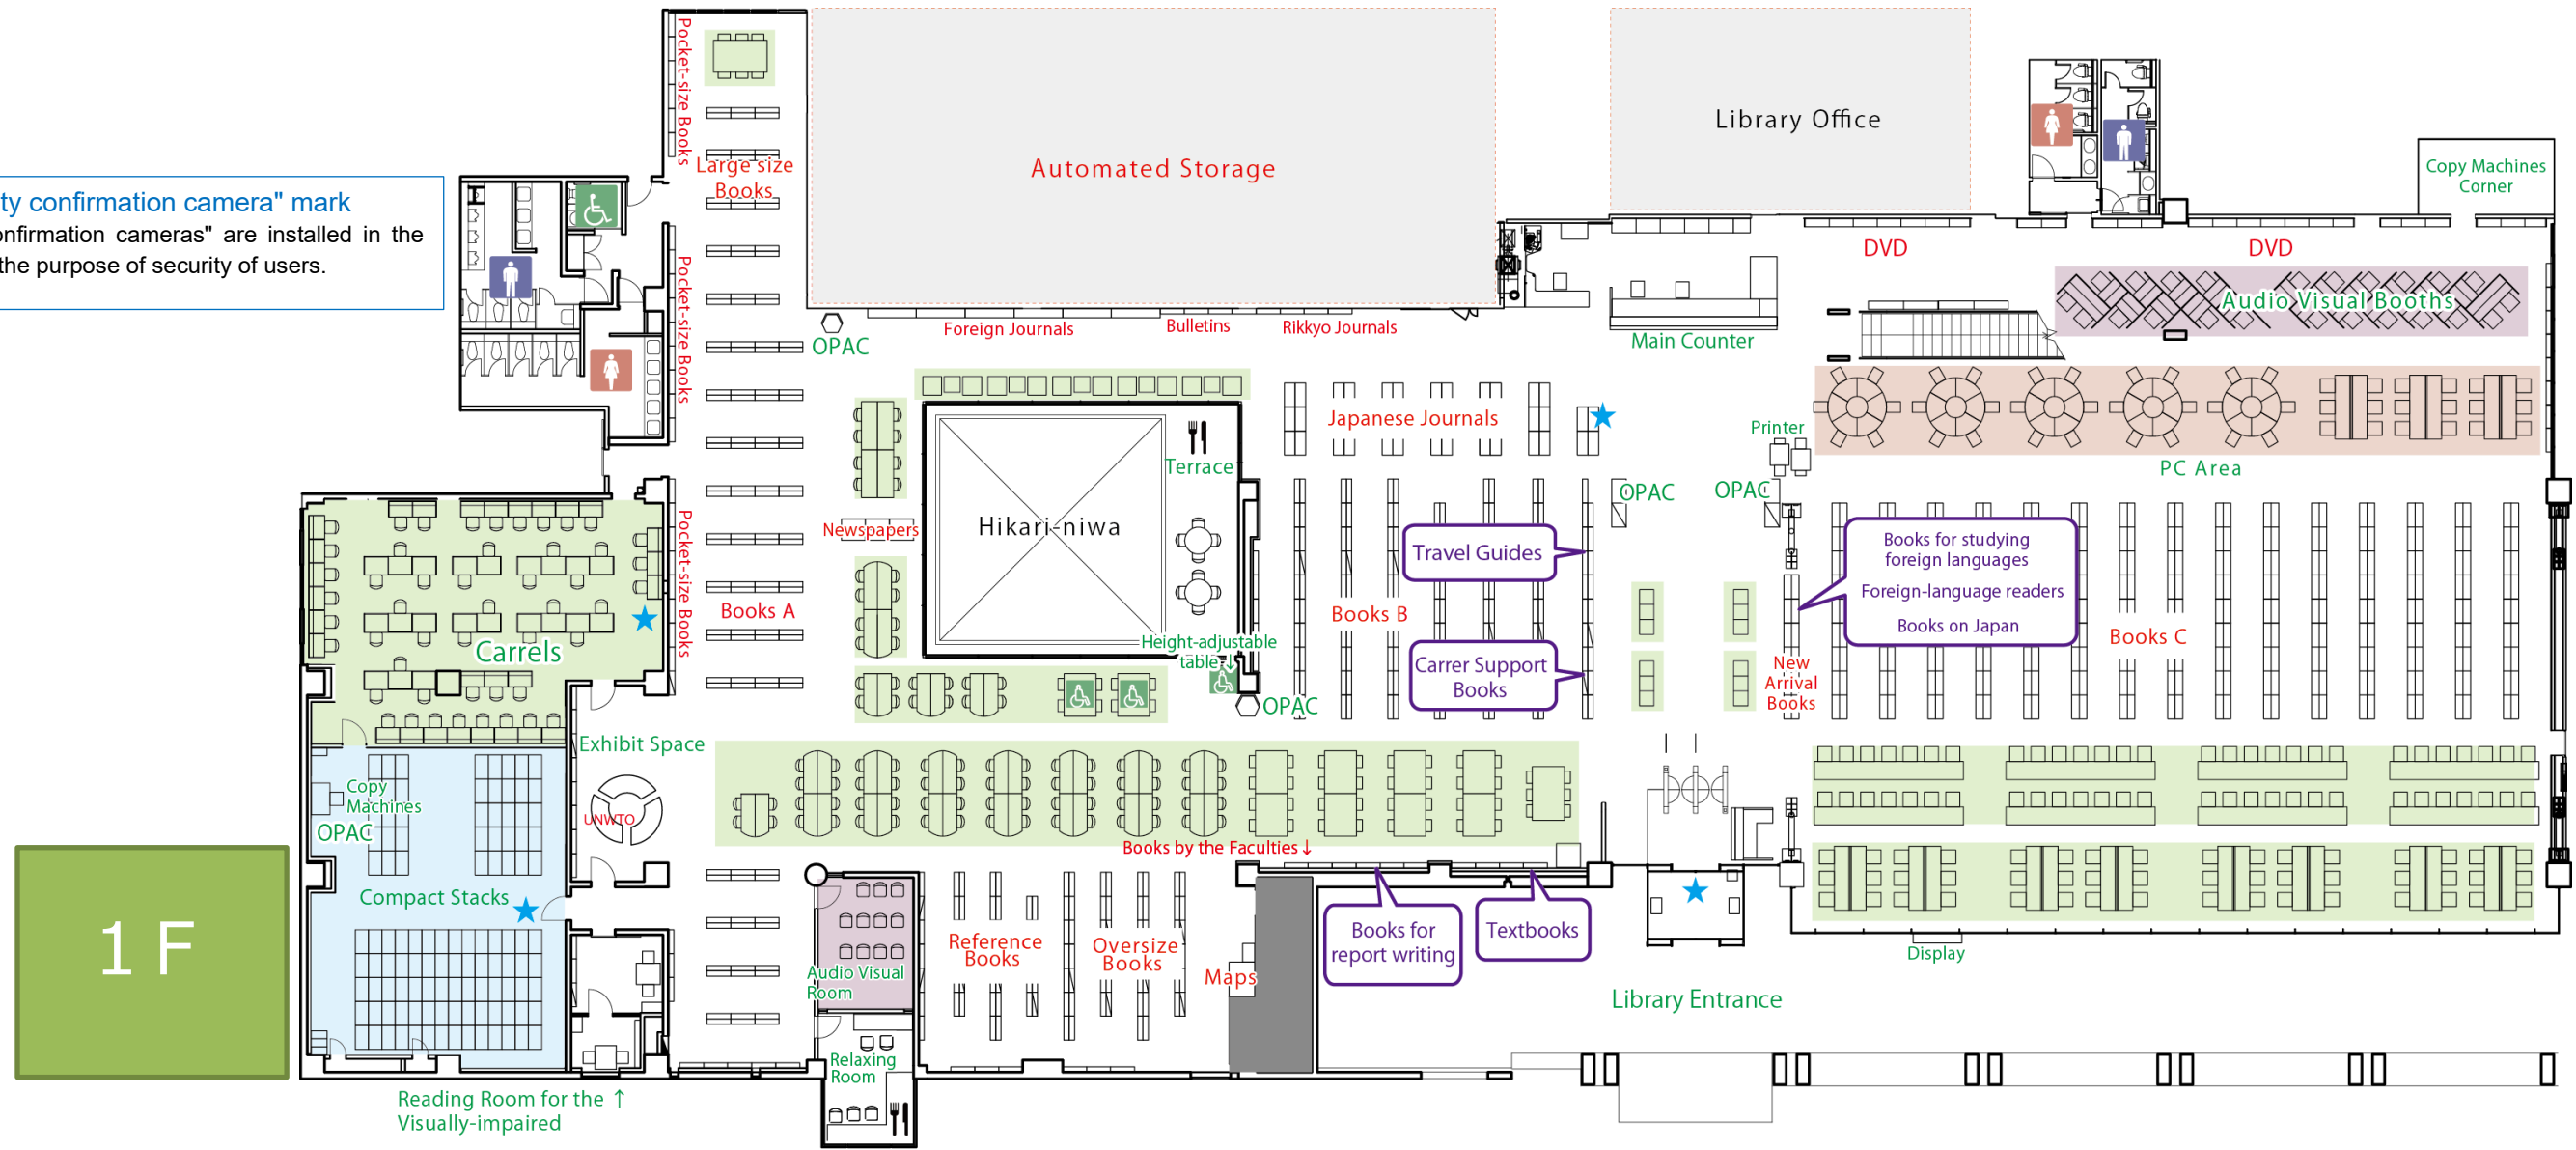 Pocket-size Books
Large size
Books
Automated Storage
Library Office
Copy Machines
Corner
ty confirmation camera" mark
onfirmation cameras" are installed in the
the purpose of security of users.
DVD
DVD
Pocket-size Books
Audio Visual Booths
OPAC
Foreign Journals
Bulletins
Rikkyo Journals
Main Counter
Japanese Journals
Printer
PC Area
Terrace
OPAC
OPAC
Newspapers
Hikari-niwa
Pocket-size Books
Travel Guides
Books for studying
foreign languages
Foreign-language readers
Books on Japan
Books A
Books B
Books C
Height-adjustable
table ↓
Carrels
Carrer Support
Books
New
Arrival
Books
OPAC
Exhibit Space
Copy
Machines
OPAC
UNWTO
Books by the Faculties ↓
Compact Stacks
1F
Reference
Books
Oversize
Books
Maps
Audio Visual
Room
Books for
report writing
Textbooks
Display
Library Entrance
Relaxing
Room
Reading Room for the ↑
Visually-impaired